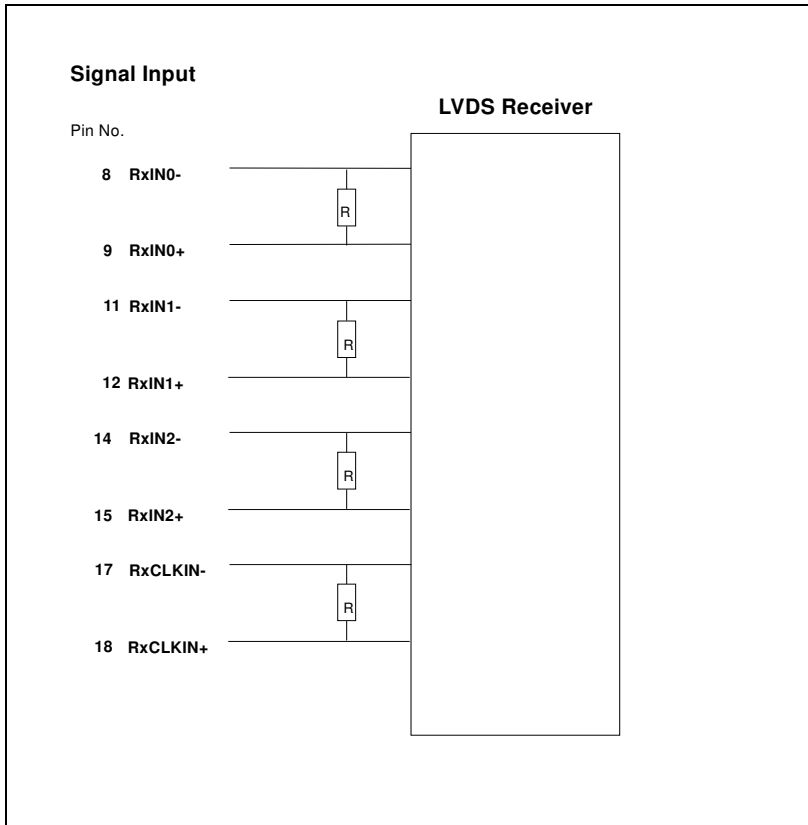 Signal Input
LVDS Receiver
Pin No.
8 RxIN0-
R
9 RxIN0+
11 RxIN1-
R
12 RxIN1+
14 RxIN2-
R
15 RxIN2+
17 RxCLKIN-
R
18 RxCLKIN+